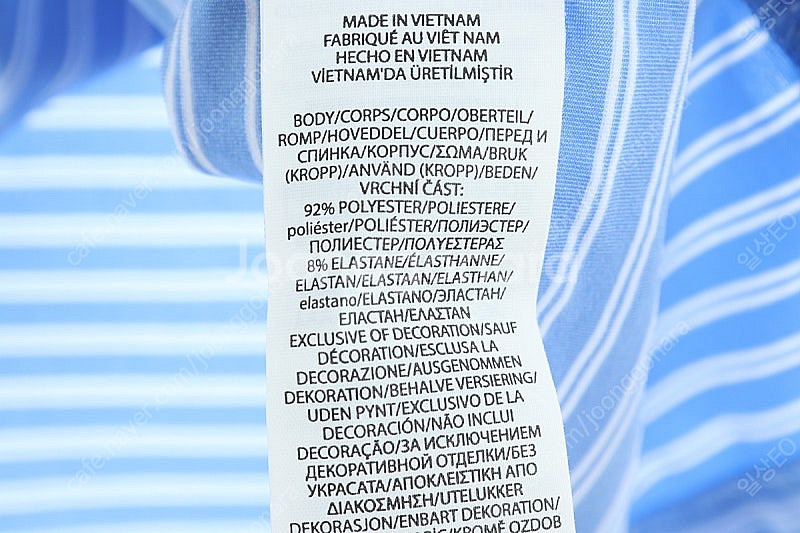 MADE IN VIETNAM
FABRIQUÉ AU VIÊT NAM
HECHO EN VIETNAM
VİETNAM'DA ÜRETİLMİŞTİR
BODY/CORPS/CORPO/OBERTEIL/
ROMP/HOVEDDEL/CUERPO/ПЕРЕД И
СПИНКА/КОРПУС/ΣΩΜΑ/BRUK
(KROPP)/ANVÄND (KROPP)/BEDEN/
VRCHNÍ ČÁST:
92% POLYESTER/POLIESTERE/
poliéster/POLIÉSTER/ПОЛИЭСТЕР/
ПОЛИЕСТЕР/ΠΟΛΥΕΣΤΕΡΑΣ
8% ELASTANE/ÉLASTHANNE/
ELASTAN/ELASTAAN/ELASTHAN/
elastano/ELASTANO/ЭЛАСТАН/
ЕЛАСТАН/ΕΛΑΣΤΑΝ
EXCLUSIVE OF DECORATION/SAUF
DÉCORATION/ESCLUSA LA
DECORAZIONE/AUSGENOMMEN
DEKORATION/BEHALVE VERSIERING/
UDEN PYNT/EXCLUSIVO DE LA
DECORACIÓN/NÃO INCLUI
DECORAÇÃO/ЗА ИСКЛЮЧЕНИЕМ
ДЕКОРАТИВНОЙ ОТДЕЛКИ/БЕЗ
УКРАСАТА/ΑΠΟΚΛΕΙΣΤΙΚΗ ΑΠΟ
ΔΙΑΚΟΣΜΗΣΗ/UTELUKKER
DEKORASJON/ENBART DEKORATION/
KROMĚ OZDOB